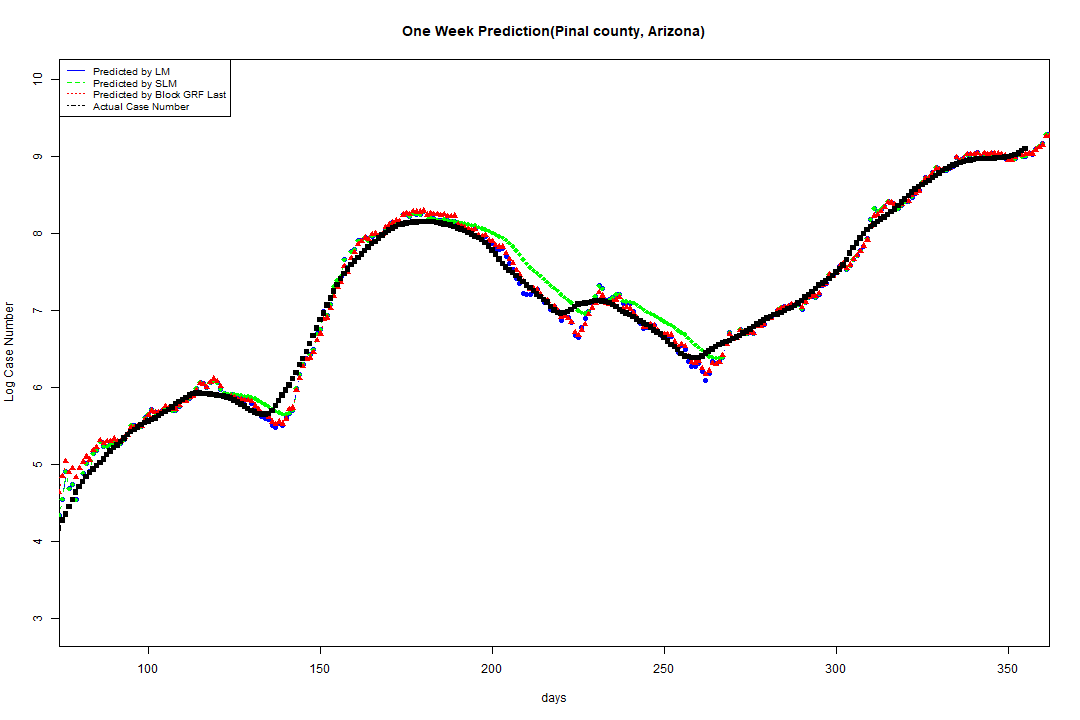 One Week Prediction(Pinal county, Arizona)
Predicted by LM
Predicted by SLM
Predicted by Block GRF Last
Actual Case Number
10
9
8
7
6
5
4
3
Log Case Number
100
150
200
250
300
350
days